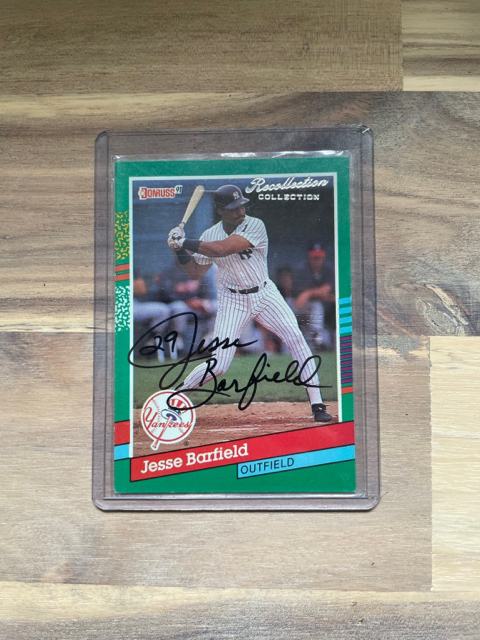 DONRUSS 91
Recollection
COLLECTION
29 Jesse
Barfield
Yankees
Jesse Barfield
OUTFIELD